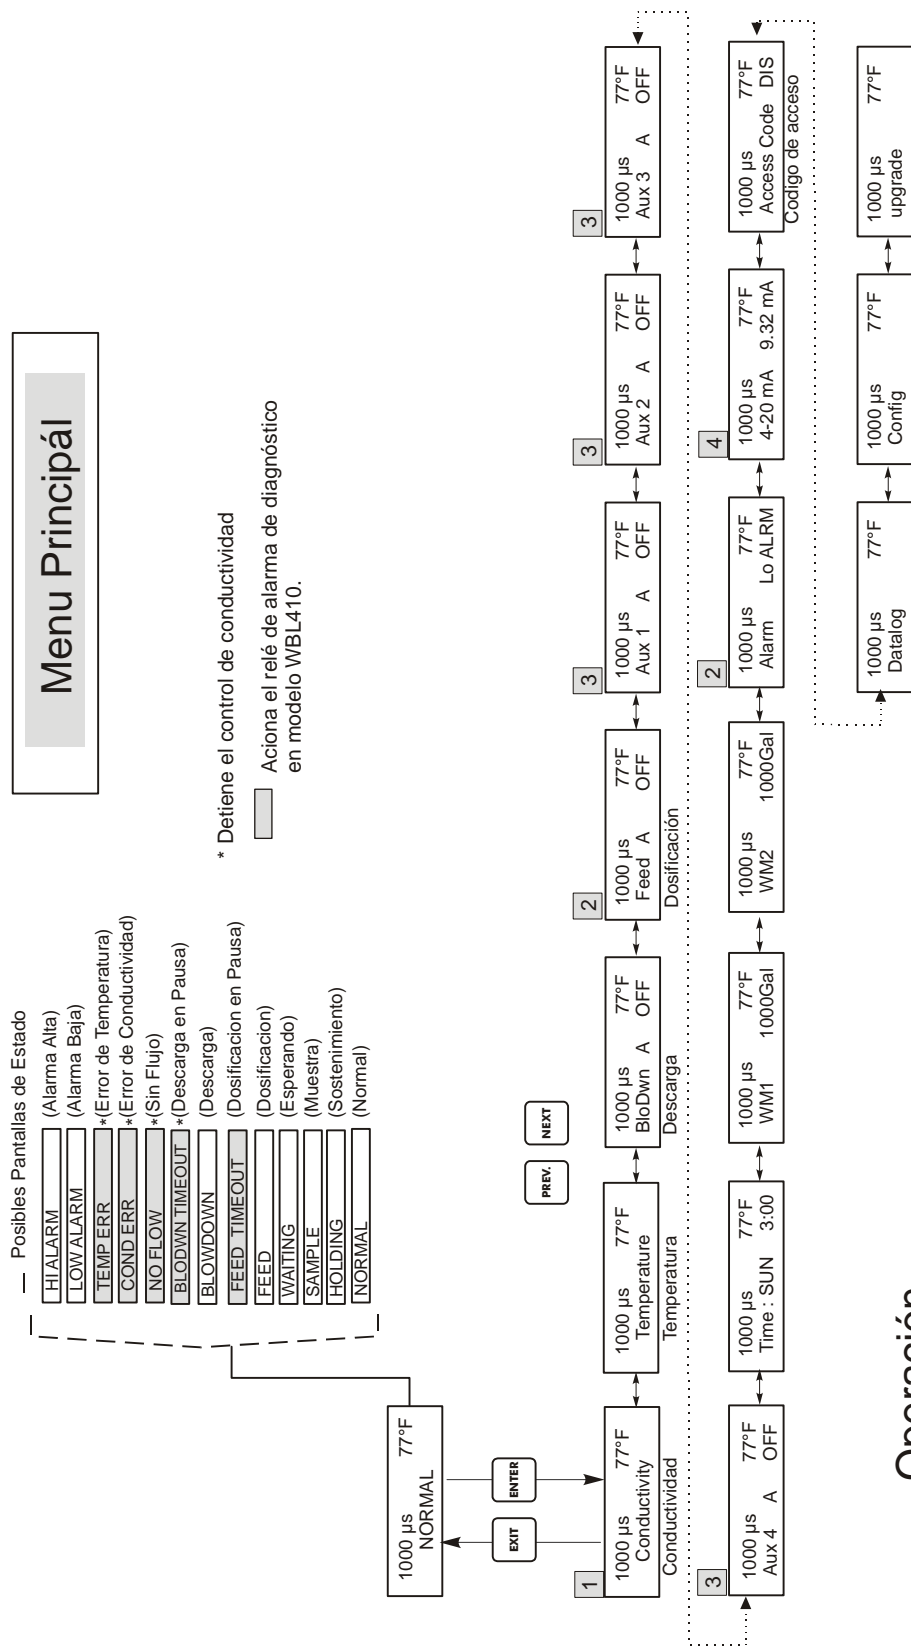 Menu Principál
Posibles Pantallas de Estado
HI ALARM (Alarma Alta)
LOW ALARM (Alarma Baja)
TEMP ERR *(Error de Temperatura)
COND ERR *(Error de Conductividad)
NO FLOW *(Sin Flujo)
BLODWN TIMEOUT *(Descarga en Pausa)
BLOWDOWN (Descarga)
FEED TIMEOUT (Dosificacion en Pausa)
FEED (Dosificacion)
WAITING (Esperando)
SAMPLE (Muestra)
HOLDING (Sostenimiento)
NORMAL (Normal)
* Detiene el control de conductividad
Aciona el relé de alarma de diagnóstico
en modelo WBL410.
1000 µs 77°F
NORMAL
EXIT
ENTER
PREV.
NEXT
1
1000 µs 77°F
Conductivity
Conductividad
1000 µs 77°F
Temperature
Temperatura
1000 µs 77°F
BloDwn A OFF
Descarga
2
1000 µs 77°F
Feed A OFF
Dosificación
3
1000 µs 77°F
Aux 1 A OFF
3
1000 µs 77°F
Aux 2 A OFF
3
1000 µs 77°F
Aux 3 A OFF
3
1000 µs 77°F
Aux 4 A OFF
1000 µs 77°F
Time : SUN 3:00
1000 µs 77°F
WM1 1000Gal
1000 µs 77°F
WM2 1000Gal
2
1000 µs 77°F
Alarm Lo ALRM
4
1000 µs 77°F
4-20 mA 9.32 mA
1000 µs 77°F
Access Code DIS
Codigo de acceso
1000 µs 77°F
Datalog
1000 µs 77°F
Config
1000 µs 77°F
upgrade
Operación